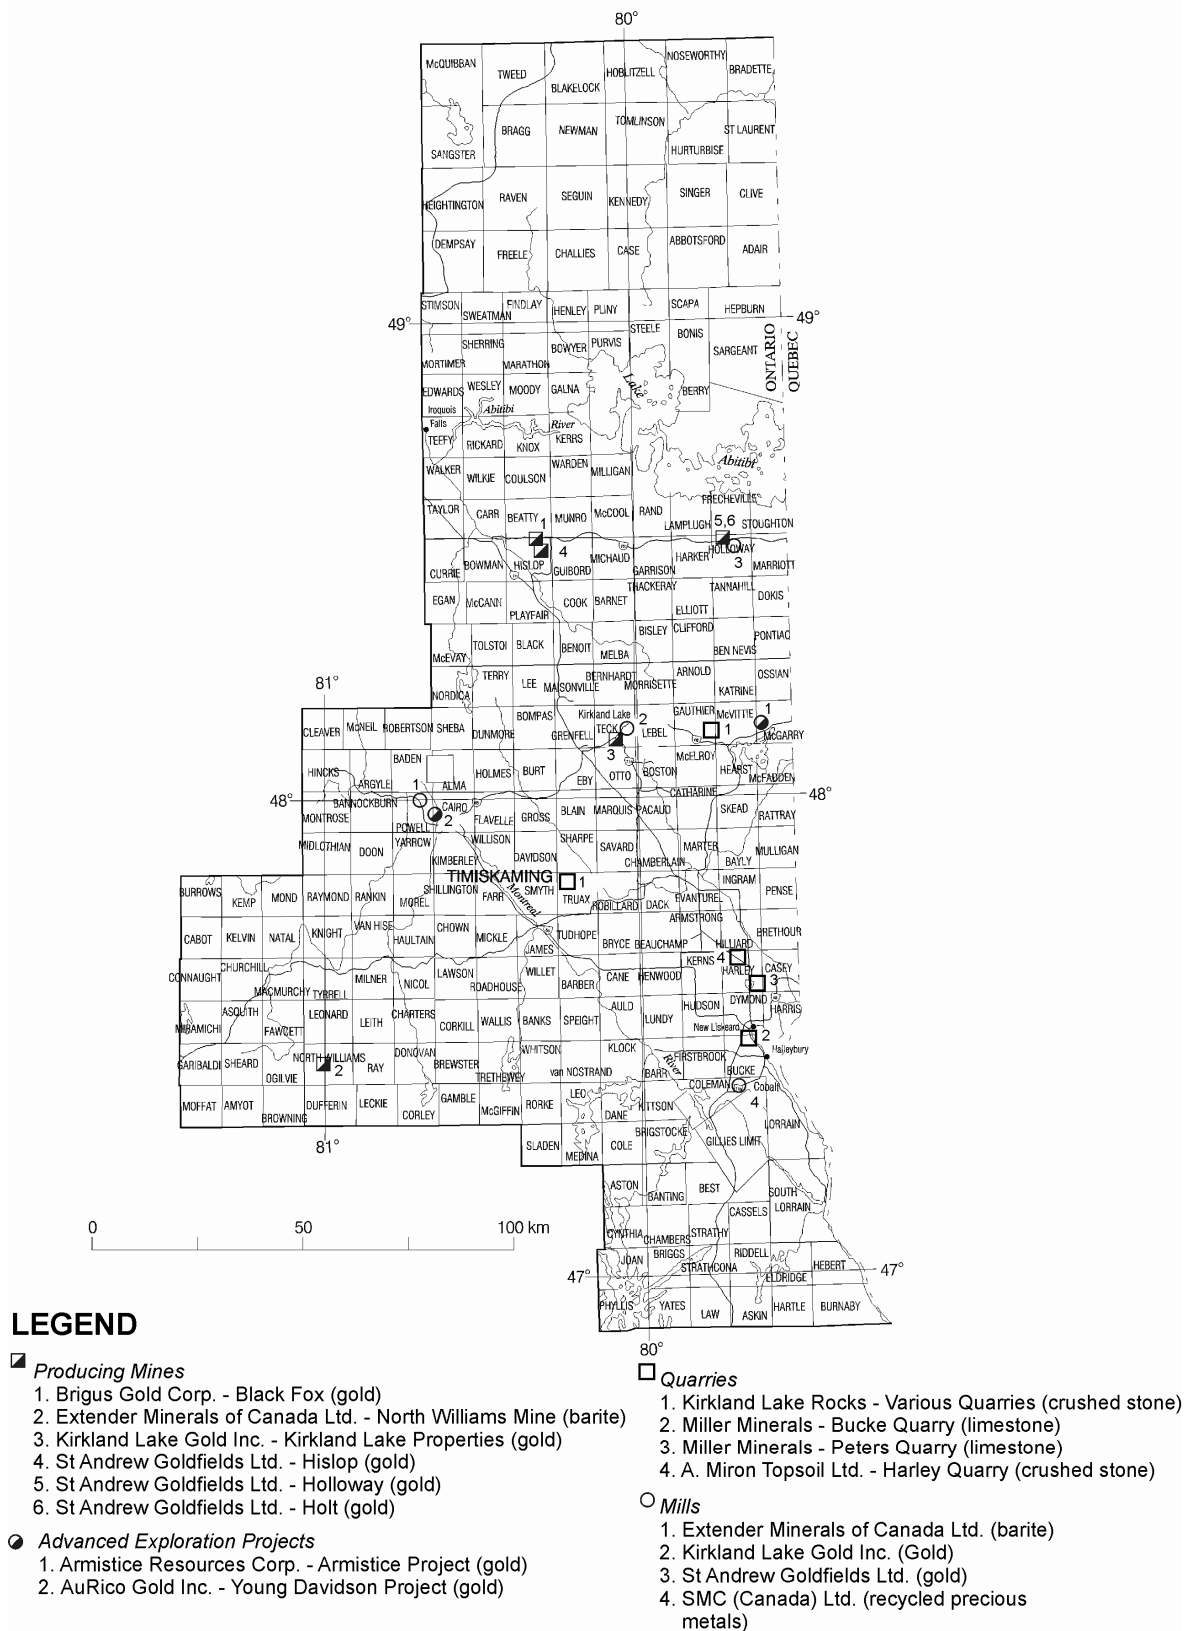 80°
McQUIBBAN
TWEED
BLAKELOCK
HOBLITZELL
NOSEWORTHY
BRADETTE
SANGSTER
BRAGG
NEWMAN
TOMLINSON
HURTURBISE
ST LAURENT
HEIGHTINGTON
RAVEN
SEGUIN
KENNEDY
SINGER
CLIVE
DEMPSAY
FREELE
CHALLIES
CASE
ABBOTSFORD
ADAIR
STIMSON
SWEATMAN
FINDLAY
HENLEY
PLINY
SCAPA
HEPBURN
49°
49°
STEELE
BONIS
SARGEANT
ONTARIO
QUEBEC
SHERRING
BOWYER
PURVIS
MORTIMER
MARATHON
EDWARDS
WESLEY
MOODY
GALNA
Lake
BERRY
Iroquois
Falls
Abitibi
River
TEEFY
RICKARD
KNOX
KERRS
Abitibi
WALKER
WILKIE
COULSON
WARDEN
MILLIGAN
FRECHEVILLE
TAYLOR
CARR
BEATTY
1
MUNRO
McCOOL
RAND
LAMPLUGH
5,6
STOUGHTON
4
CURRIE
BOWMAN
HISLOP
GUIBORD
MICHAUD
GARRISON
HARKER
HOLLOWAY
3
MARRIOTT
EGAN
McCANN
PLAYFAIR
COOK
BARNET
THACKERAY
ELLIOTT
TANNAHILL
DOKIS
McEVAY
TOLSTOI
BLACK
BENOIT
MELBA
BISLEY
CLIFFORD
BEN NEVIS
PONTIAC
81°
NORDICA
TERRY
LEE
MAISONVILLE
BERNHARDT
MORRISETTE
ARNOLD
KATRINE
OSSIAN
CLEAVER
McNEIL
ROBERTSON
SHEBA
DUNMORE
BOMPAS
GRENFELL
Kirkland Lake
TECK
2
3
LEBEL
GAUTHIER
McVITTIE
1
1
McGARRY
HINCKS
ARGYLE
BADEN
ALMA
HOLMES
BURT
EBY
OTTO
BOSTON
McELROY
HEARST
McFADDEN
48°
48°
BANNOCKBURN
1
CAIRO
2
MONTROSE
POWELL
FLAVELLE
GROSS
BLAIN
MARQUIS
PACAUD
CATHARINE
SKEAD
RATTRAY
MIDLOTHIAN
DOON
YARROW
KIMBERLEY
WILLISON
DAVIDSON
SHARPE
SAVARD
CHAMBERLAIN
MARTER
BAYLY
MULLIGAN
TIMISKAMING
1
BURROWS
KEMP
MOND
RAYMOND
RANKIN
MOREL
SHILLINGTON
FARR
SMYTH
TRUAX
ROBILLARD
DACK
EVANTUREL
INGRAM
PENSE
Montreal
CABOT
KELVIN
NATAL
KNIGHT
VAN HISE
HAULTAIN
CHOWN
MICKLE
JAMES
TUDHOPE
BRYCE
BEAUCHAMP
ARMSTRONG
HILLIARD
BRETHOUR
CONNAUGHT
CHURCHILL
MACMURCHY
TYRRELL
MILNER
NICOL
LAWSON
ROADHOUSE
WILLET
BARBER
CANE
HENWOOD
KERNS
4
HARLEY
CASEY
3
MIRAMICHI
ASQUITH
FAWCETT
LEONARD
LEITH
CHARTERS
CORKILL
WALLIS
BANKS
SPEIGHT
AULD
LUNDY
HUDSON
DYMOND
HARRIS
New Liskeard
2
Haileybury
GARIBALDI
SHEARD
OGILVIE
NORTH WILLIAMS
2
RAY
DONOVAN
BREWSTER
TRETHEWEY
WHITSON
van NOSTRAND
KLOCK
BARR
River
FIRSTBROOK
BUCKE
COLEMAN
Cobalt
4
MOFFAT
AMYOT
BROWNING
DUFFERIN
LECKIE
CORLEY
GAMBLE
McGIFFIN
RORKE
LEO
DANE
KITTSON
LORRAIN
81°
SLADEN
MEDINA
COLE
BRIGSTOCKE
GILLIES LIMIT
ASTON
BANTING
BEST
CASSELS
SOUTH
LORRAIN
CYNTHIA
CHAMBERS
STRATHY
JOAN
BRIGGS
STRATHCONA
RIDDELL
ELDRIDGE
HEBERT
47°
47°
PHYLLIS
YATES
LAW
ASKIN
HARTLE
BURNABY
80°
0 50 100 km
LEGEND
Producing Mines
1. Brigus Gold Corp. - Black Fox (gold)
2. Extender Minerals of Canada Ltd. - North Williams Mine (barite)
3. Kirkland Lake Gold Inc. - Kirkland Lake Properties (gold)
4. St Andrew Goldfields Ltd. - Hislop (gold)
5. St Andrew Goldfields Ltd. - Holloway (gold)
6. St Andrew Goldfields Ltd. - Holt (gold)
Advanced Exploration Projects
1. Armistice Resources Corp. - Armistice Project (gold)
2. AuRico Gold Inc. - Young Davidson Project (gold)
Quarries
1. Kirkland Lake Rocks - Various Quarries (crushed stone)
2. Miller Minerals - Bucke Quarry (limestone)
3. Miller Minerals - Peters Quarry (limestone)
4. A. Miron Topsoil Ltd. - Harley Quarry (crushed stone)
Mills
1. Extender Minerals of Canada Ltd. (barite)
2. Kirkland Lake Gold Inc. (Gold)
3. St Andrew Goldfields Ltd. (gold)
4. SMC (Canada) Ltd. (recycled precious
metals)